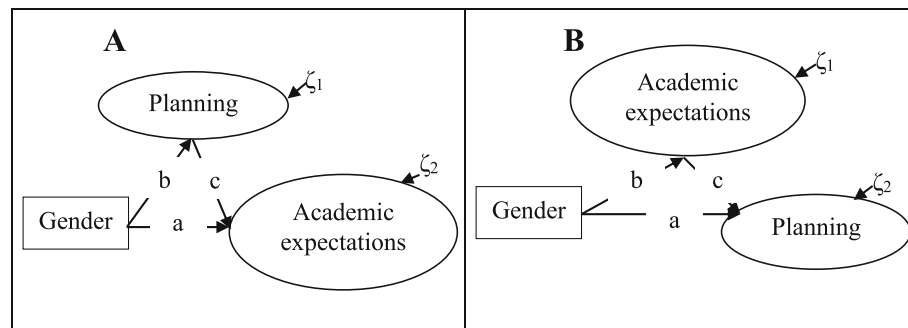 A
ζ1
Planning
b
c
ζ2
Gender
a
Academic
expectations
B
ζ1
Academic
expectations
b
c
ζ2
Gender
a
Planning